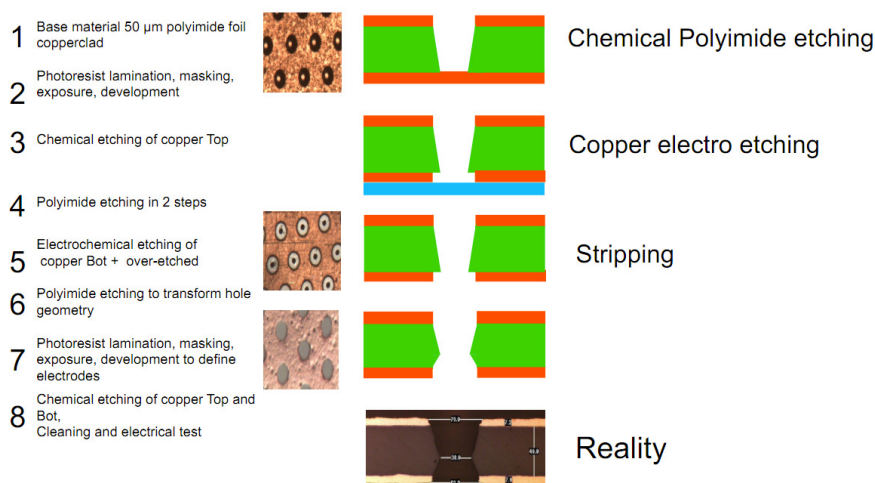 1 Base material 50 µm polyimide foil
copperclad
2 Photoresist lamination, masking,
exposure, development
3 Chemical etching of copper Top
4 Polyimide etching in 2 steps
5 Electrochemical etching of
copper Bot + over-etched
6 Polyimide etching to transform hole
geometry
7 Photoresist lamination, masking,
exposure, development to define
electrodes
8 Chemical etching of copper Top and
Bot,
Cleaning and electrical test
Chemical Polyimide etching
Copper electro etching
Stripping
Reality